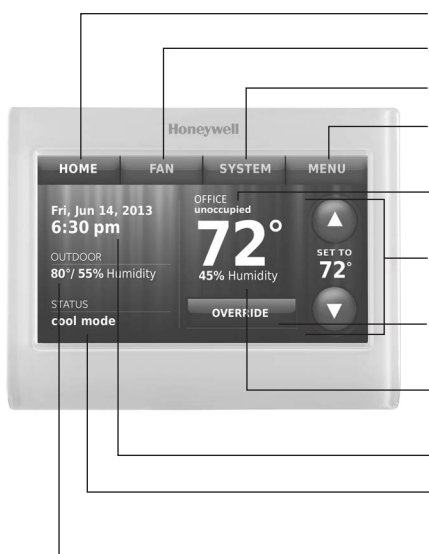 Honeywell
HOME FAN SYSTEM MENU
Fri, Jun 14, 2013
6:30 pm
OUTDOOR
80°/ 55% Humidity
STATUS
cool mode
OFFICE
unoccupied
72°
45% Humidity
OVERRIDE
SET TO
72°